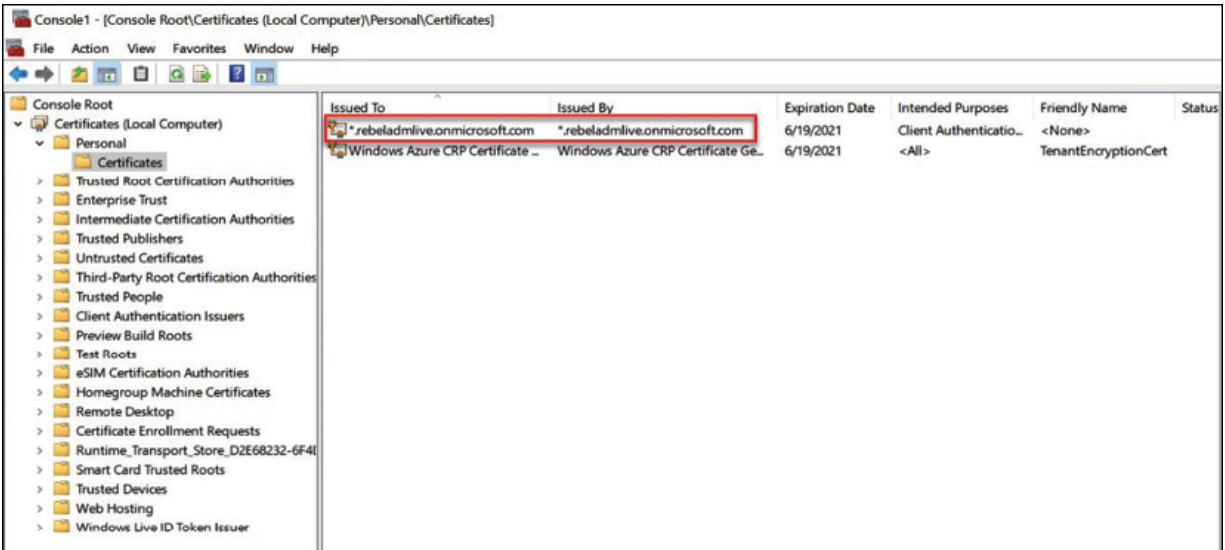 Console1 - [Console Root\Certificates (Local Computer)\Personal\Certificates]
File Action View Favorites Window Help
Console Root
Certificates (Local Computer)
Personal
Certificates
Trusted Root Certification Authorities
Enterprise Trust
Intermediate Certification Authorities
Trusted Publishers
Untrusted Certificates
Third-Party Root Certification Authorities
Trusted People
Client Authentication Issuers
Preview Build Roots
Test Roots
eSIM Certification Authorities
Homegroup Machine Certificates
Remote Desktop
Certificate Enrollment Requests
Runtime_Transport_Store_D2E68232-6F4D
Smart Card Trusted Roots
Trusted Devices
Web Hosting
Windows Live ID Token Issuer
Issued To Issued By Expiration Date Intended Purposes Friendly Name Status
*.rebeladmlive.onmicrosoft.com *.rebeladmlive.onmicrosoft.com 6/19/2021 Client Authenticatio... <None>
Windows Azure CRP Certificate ... Windows Azure CRP Certificate Ge... 6/19/2021 <All> TenantEncryptionCert